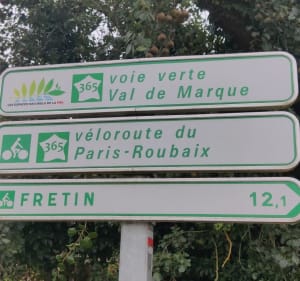 365
voie verte
Val de Marque
365
véloroute du
Paris-Roubaix
FRETIN 12,1